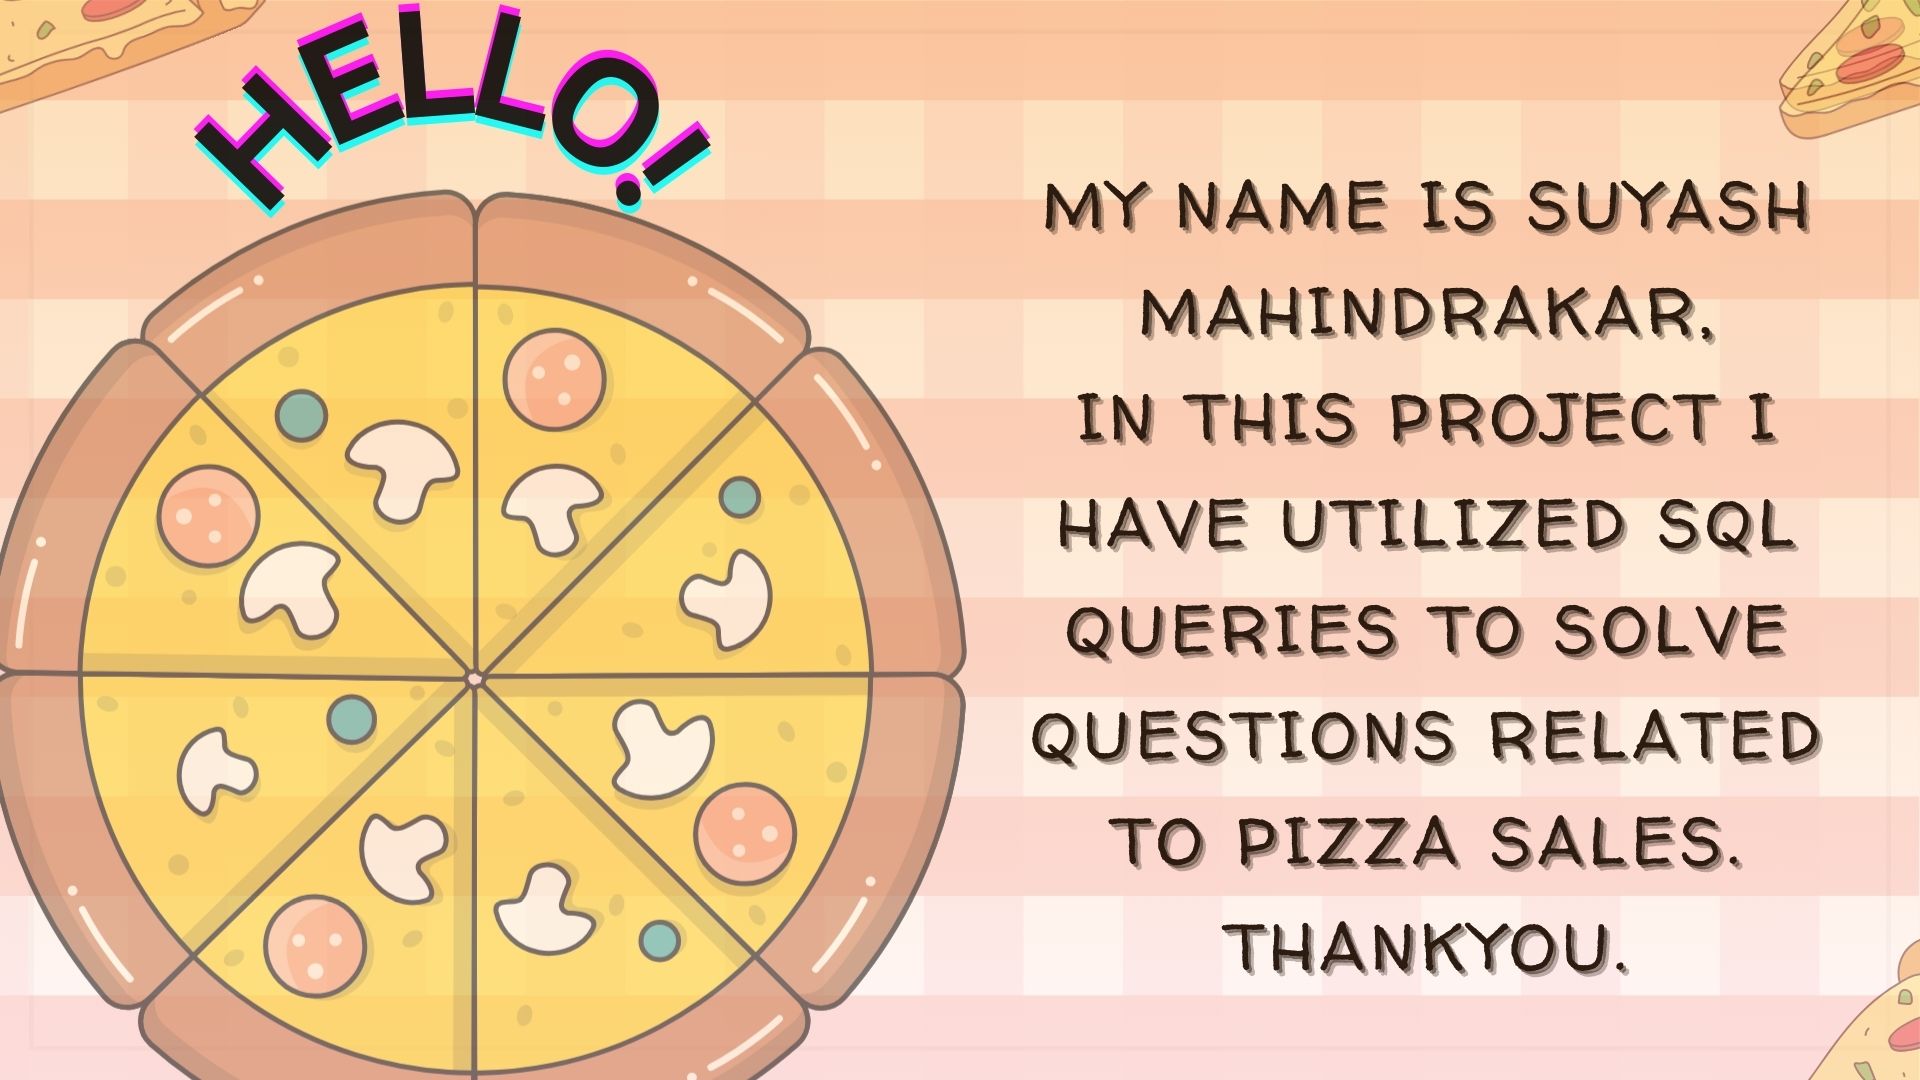 HELLO!
MY NAME IS SUYASH
MAHINDRAKAR.
IN THIS PROJECT I
HAVE UTILIZED SQL
QUERIES TO SOLVE
QUESTIONS RELATED
TO PIZZA SALES.
THANKYOU.